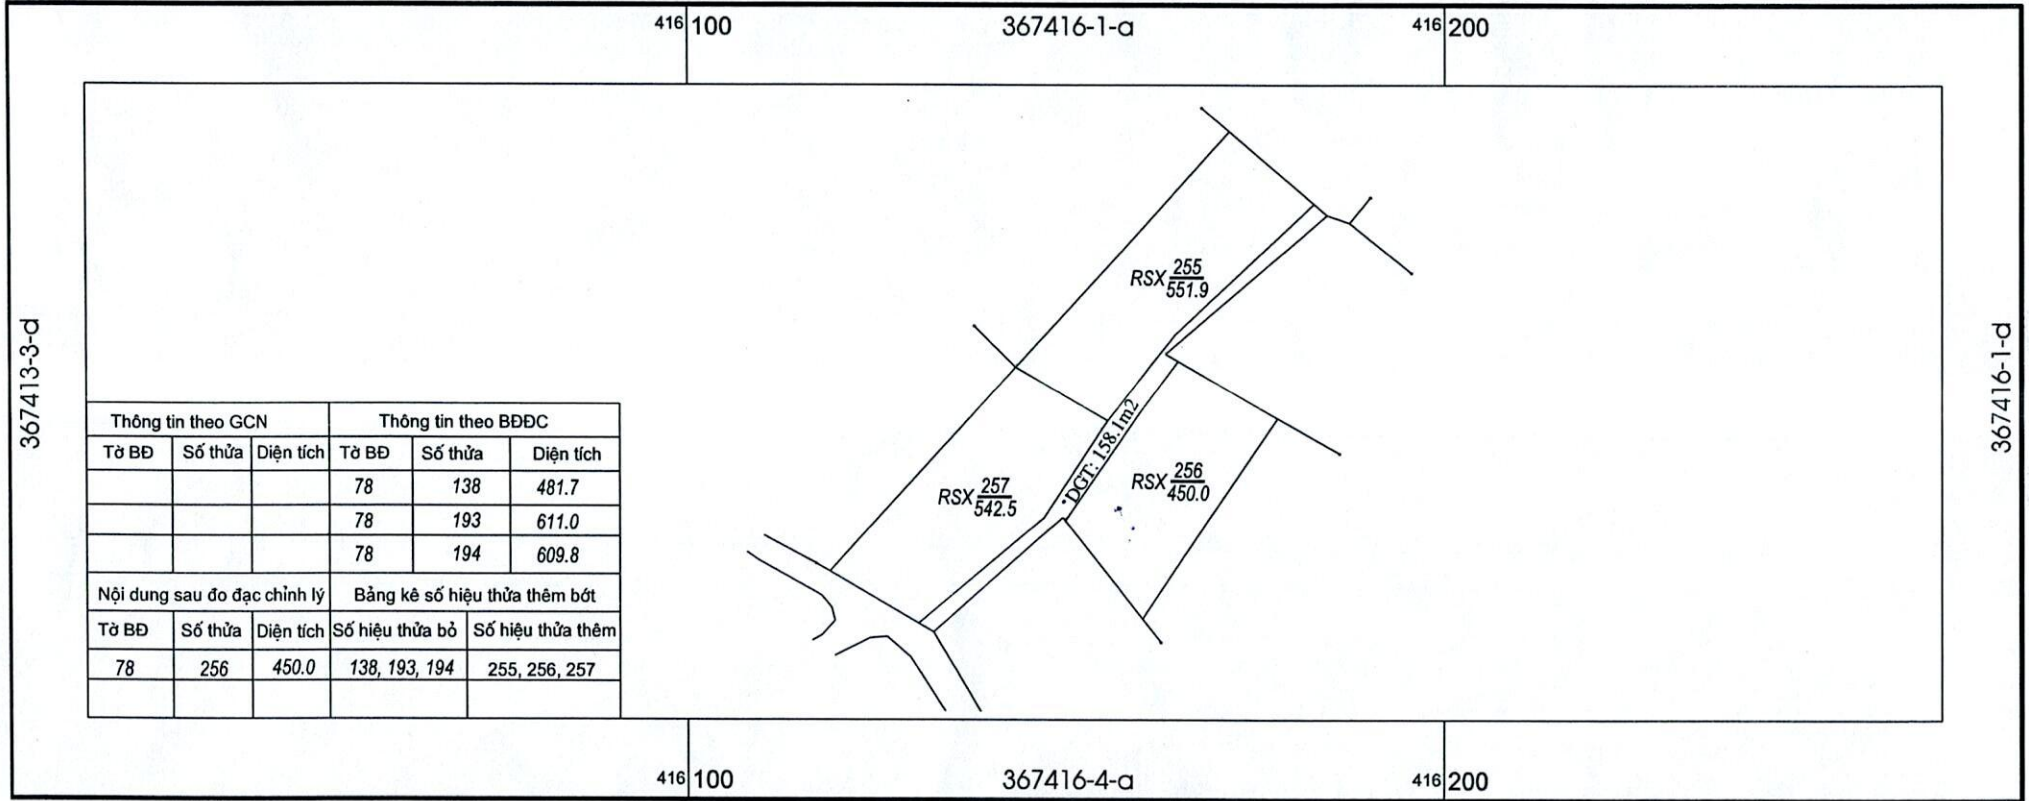 416 100 367416-1-a 416 200
367413-3-d
367416-1-d
RSX 255
551.9
DGT: 158.1m2
RSX 257
542.5
RSX 256
450.0
Thông tin theo GCN Thông tin theo BĐĐC
Tờ BĐ Số thửa Diện tích Tờ BĐ Số thửa Diện tích
78 138 481.7
78 193 611.0
78 194 609.8
Nội dung sau đo đạc chỉnh lý Bảng kê số hiệu thửa thêm bớt
Tờ BĐ Số thửa Diện tích Số hiệu thửa bỏ Số hiệu thửa thêm
78 256 450.0 138, 193, 194 255, 256, 257
416 100 367416-4-a 416 200